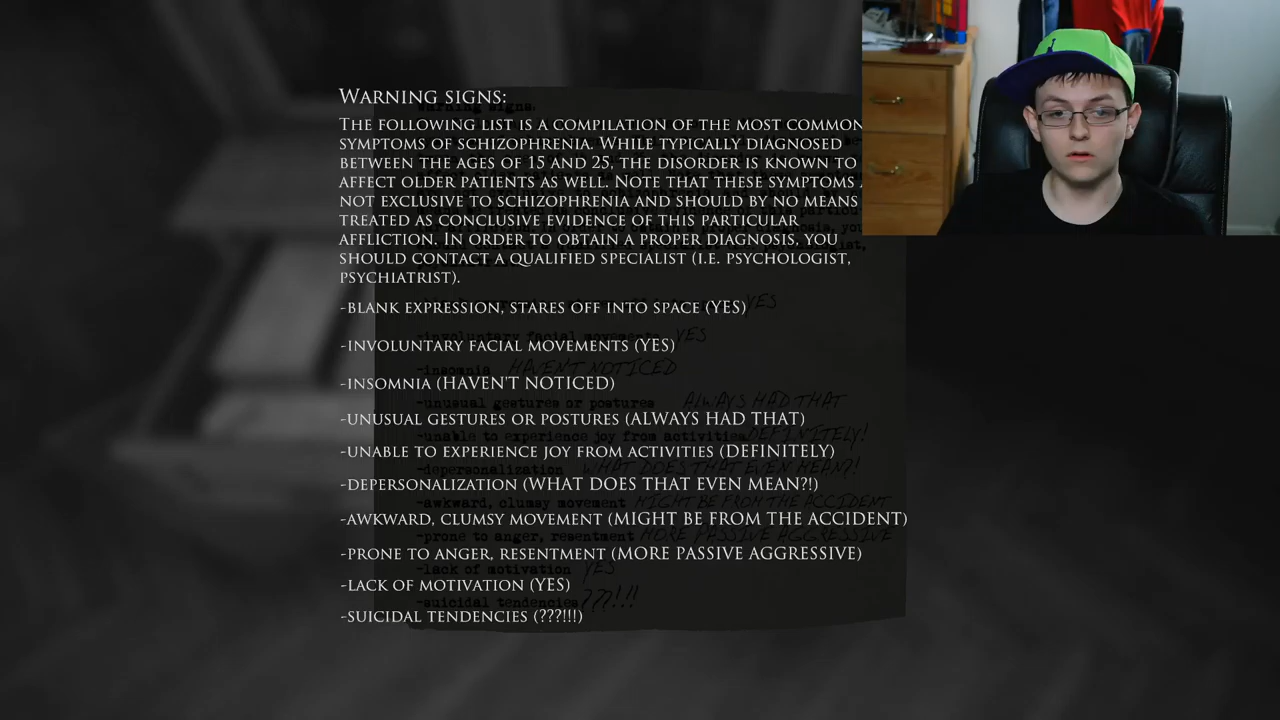 Warning signs:
The following list is a compilation of the most common
symptoms of schizophrenia. While typically diagnosed
between the ages of 15 and 25, the disorder is known to
affect older patients as well. Note that these symptoms
not exclusive to schizophrenia and should by no means
treated as conclusive evidence of this particular
affliction. In order to obtain a proper diagnosis, you
should contact a qualified specialist (i.e. psychologist,
psychiatrist).
-blank expression, stares off into space (YES)
-involuntary facial movements (YES)
-insomnia (HAVEN'T NOTICED)
-unusual gestures or postures (ALWAYS HAD THAT)
-unable to experience joy from activities (DEFINITELY)
-depersonalization (WHAT DOES THAT EVEN MEAN?!)
-awkward, clumsy movement (MIGHT BE FROM THE ACCIDENT)
-prone to anger, resentment (MORE PASSIVE AGGRESSIVE)
-lack of motivation (YES)
-suicidal tendencies (???!!!)